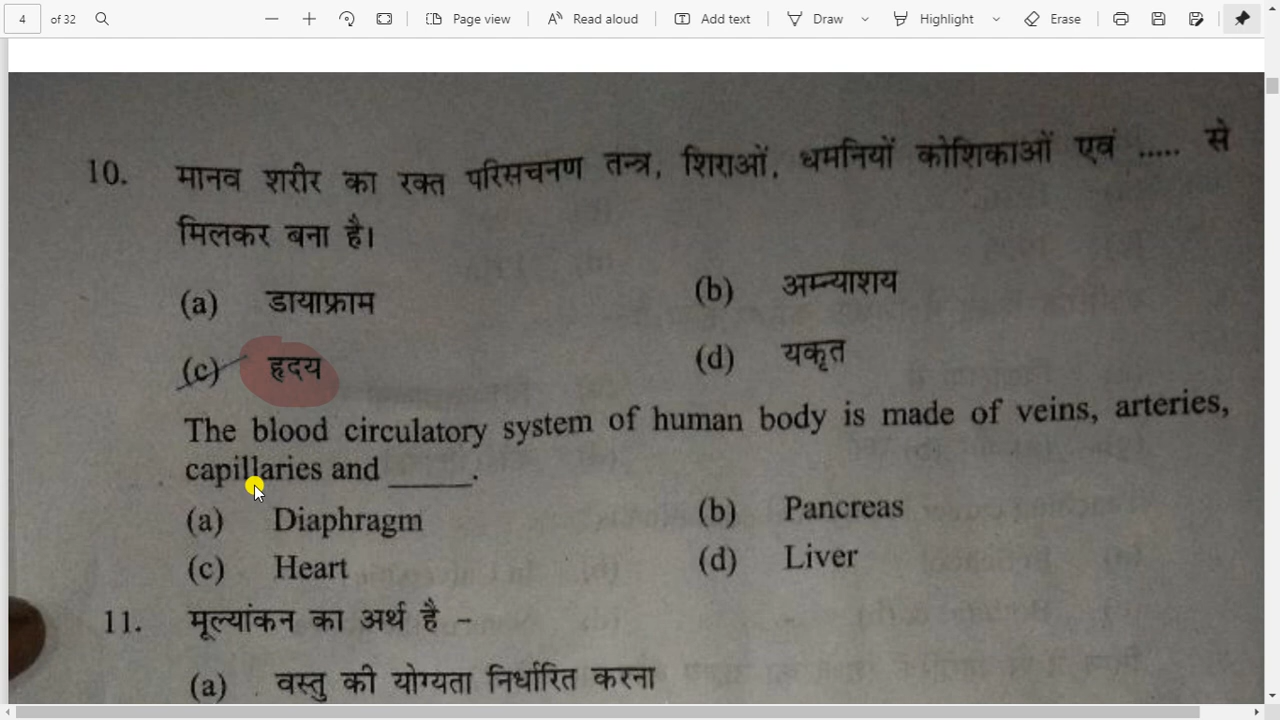 4 of 32 Page view Read aloud Add text Draw Highlight Erase
10. मानव शरीर का रक्त परिसचनण तन्त्र, शिराओं, धमनियों कोशिकाओं एवं ..... से
मिलकर बना है।
(a) डायाफ्राम (b) अग्न्याशय
(c) हृदय (d) यकृत
The blood circulatory system of human body is made of veins, arteries,
capillaries and _____.
(a) Diaphragm (b) Pancreas
(c) Heart (d) Liver
11. मूल्यांकन का अर्थ है –
(a) वस्तु की योग्यता निर्धारित करना